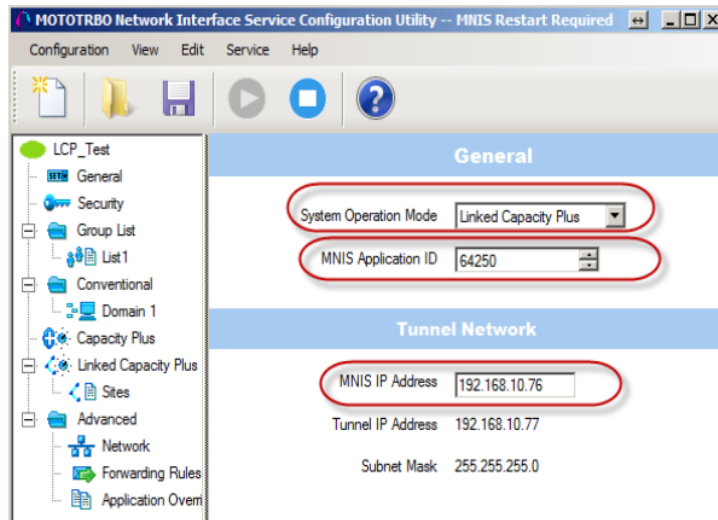 MOTOTRBO Network Interface Service Configuration Utility -- MNIS Restart Required
Configuration View Edit Service Help
LCP_Test
General
Security
Group List
List1
Conventional
Domain 1
Capacity Plus
Linked Capacity Plus
Sites
Advanced
Network
Forwarding Rules
Application Overri
General
System Operation Mode Linked Capacity Plus
MNIS Application ID 64250
Tunnel Network
MNIS IP Address 192.168.10.76
Tunnel IP Address 192.168.10.77
Subnet Mask 255.255.255.0